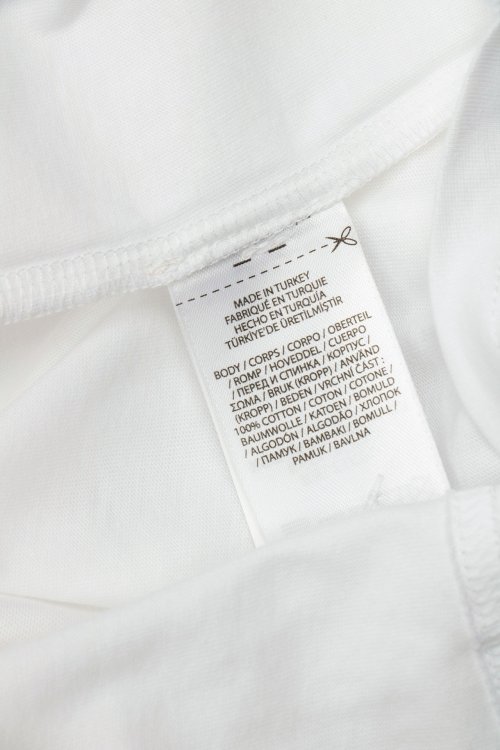 MADE IN TURKEY
FABRIQUÉ EN TURQUIE
HECHO EN TURQUIA
TÜRKİYE'DE ÜRETİLMİŞTİR
BODY / CORPS / CORPO / OBERTEIL
/ ROMP / HOVEDDEL / CUERPO
/ ПЕРЕД И СПИНКА / КОРПУС /
ΣΩΜΑ / BRUK (KROPP) / ANVÄND
(KROPP) / BEDEN / VRCHNÍ ČÁST :
100% COTTON / COTON / COTONE /
BAUMWOLLE / KATOEN / BOMULD
/ ALGODÓN / ALGODÃO / ХЛОПОК
/ ПАМУК / ΒΑΜΒΑΚΙ / BOMULL /
PAMUK / BAVLNA